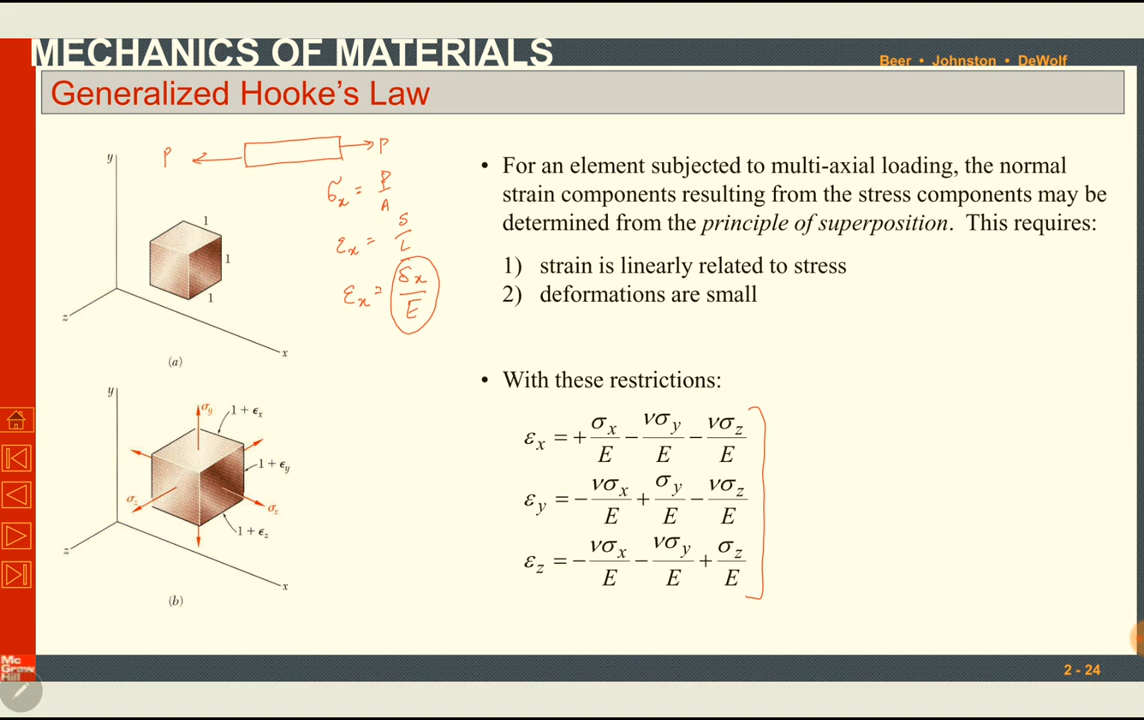 MECHANICS OF MATERIALS
Beer • Johnston • DeWolf
Generalized Hooke's Law
P P
σx = P/A
εx = δ/L
εx = σx/E
y
1
1
1
z
x
(a)
• For an element subjected to multi-axial loading, the normal
strain components resulting from the stress components may be
determined from the principle of superposition. This requires:
1) strain is linearly related to stress
2) deformations are small
y
σy
1 + ϵx
1 + ϵy
σz
σx
1 + ϵz
z
x
(b)
• With these restrictions:
εx = + σx/E − νσy/E − νσz/E
εy = − νσx/E + σy/E − νσz/E
εz = − νσx/E − νσy/E + σz/E
Mc
Graw
Hill
2 - 24